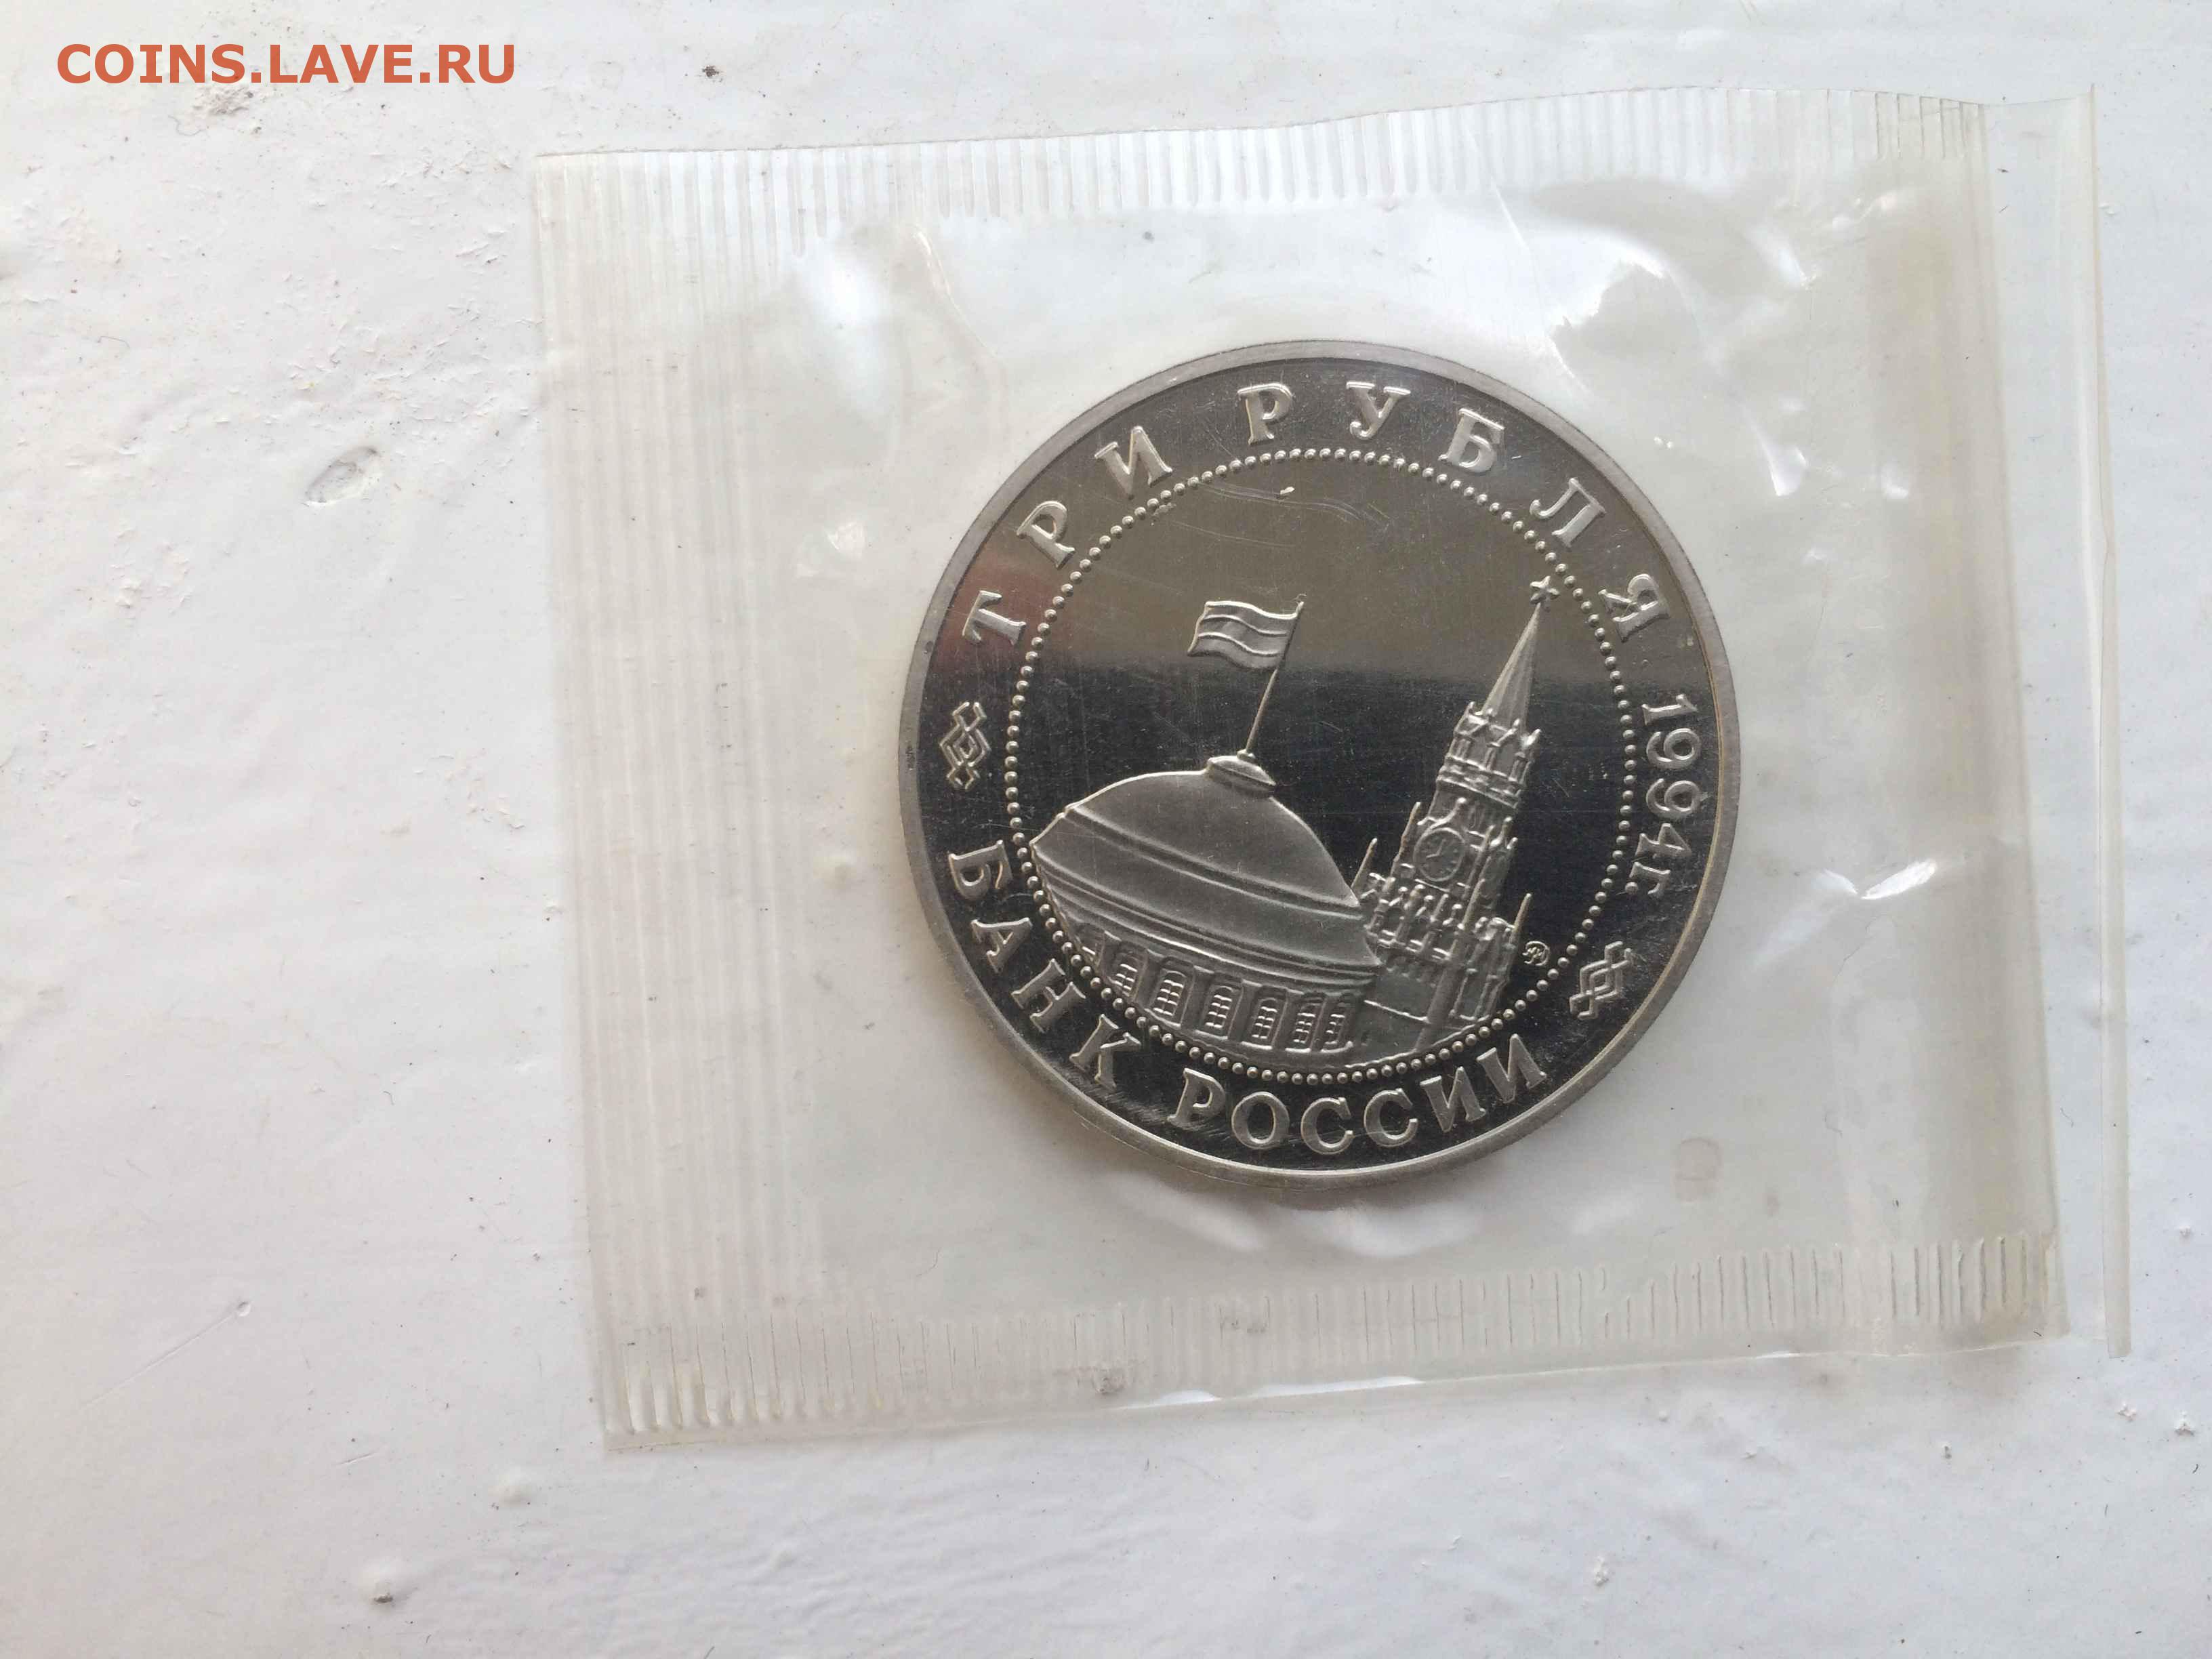 COINS.LAVE.RU
ТРИ РУБЛЯ 1994г.
БАНК РОССИИ